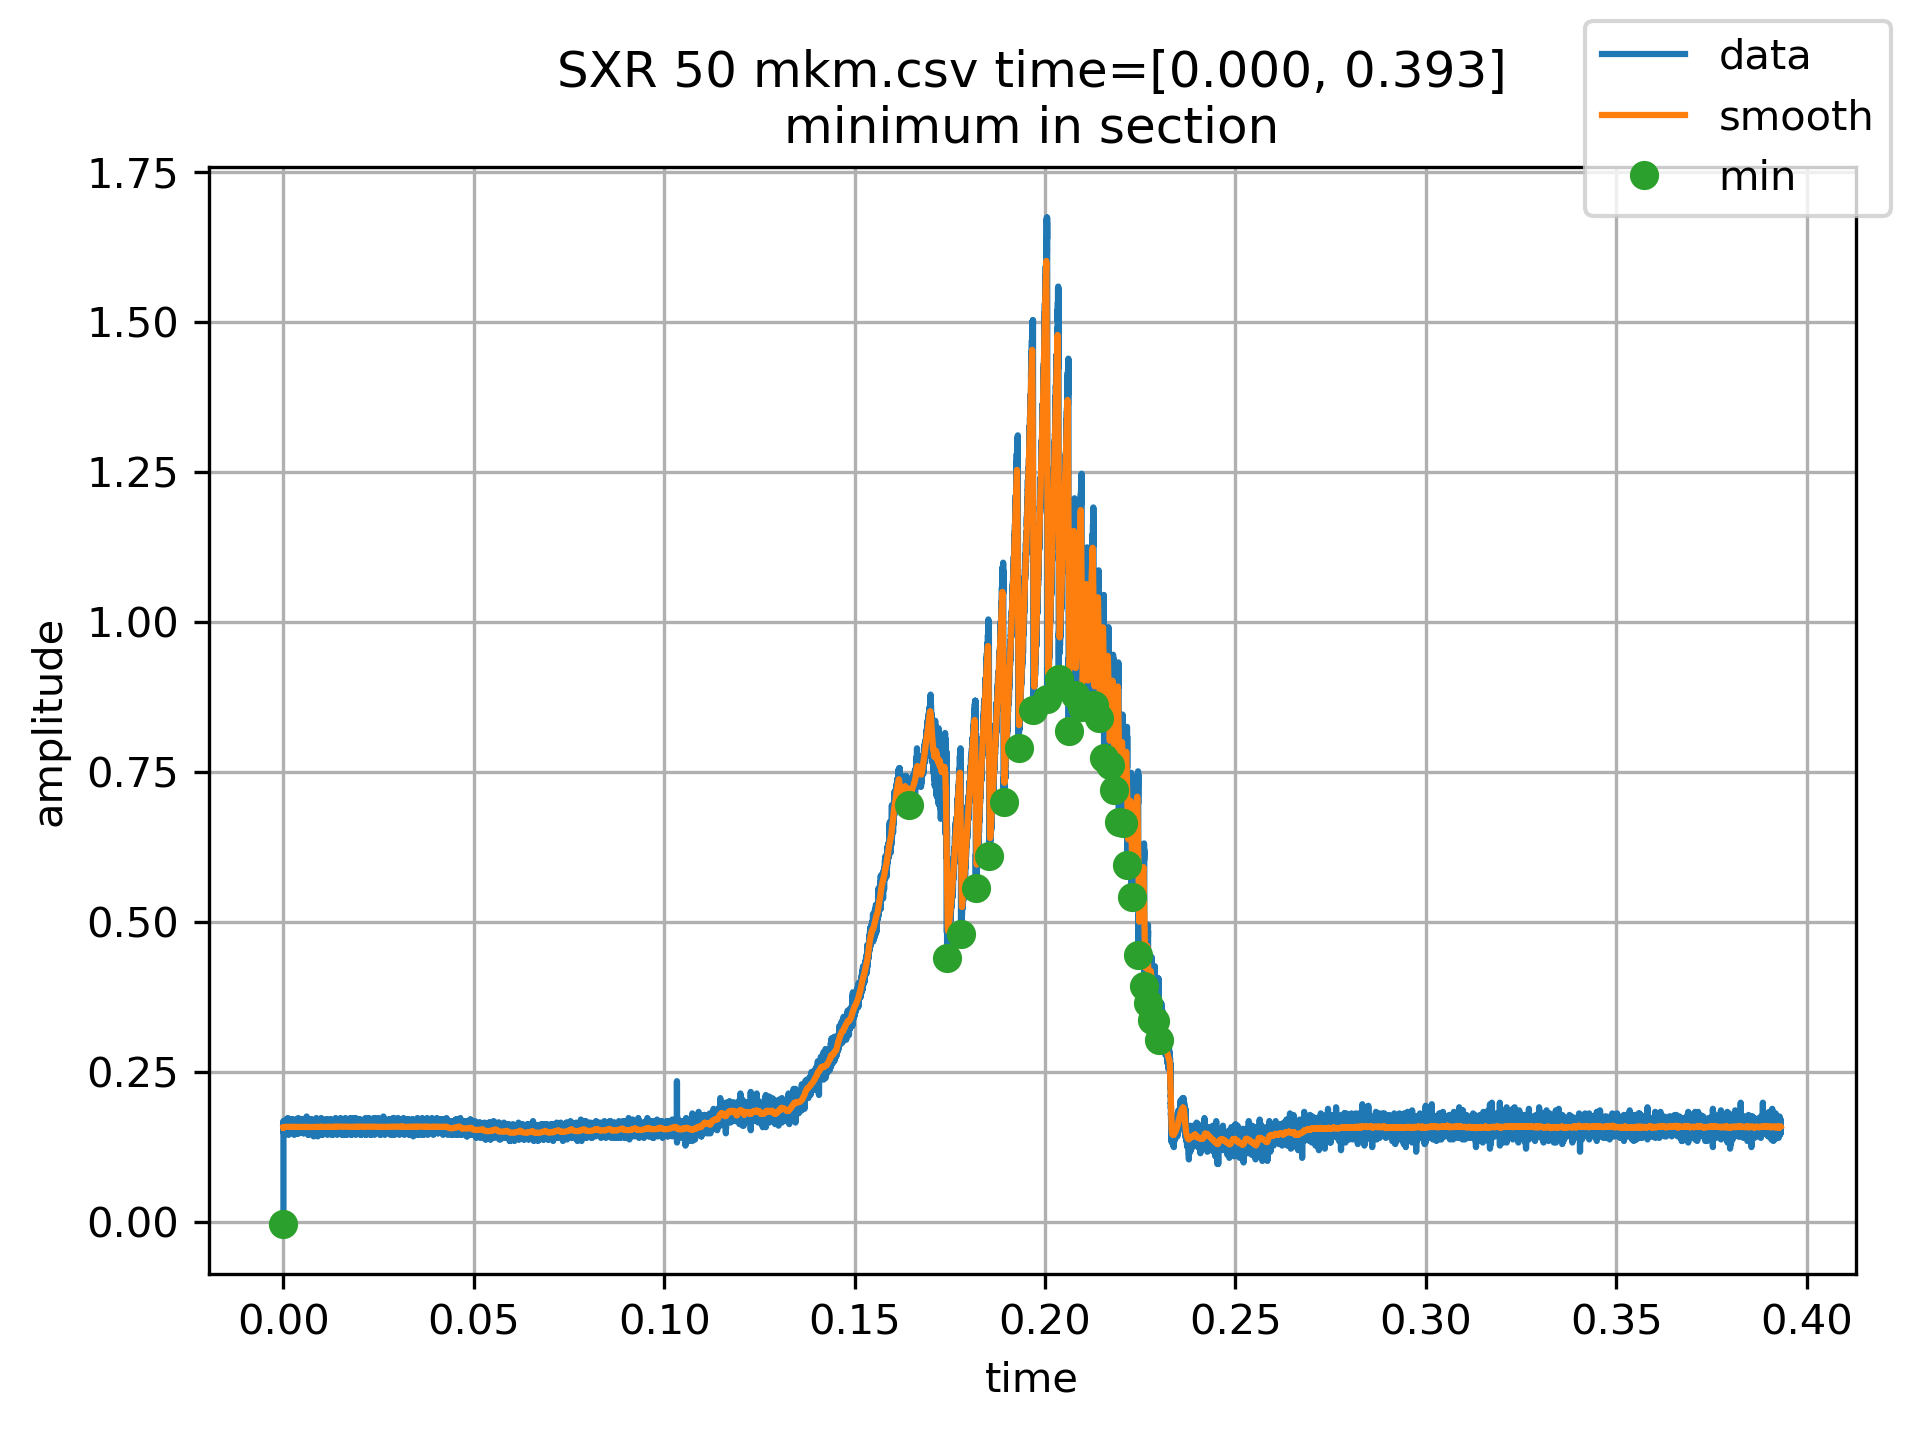 SXR 50 mkm.csv time=[0.000, 0.393]
minimum in section
data
smooth
min
1.75
1.50
1.25
1.00
0.75
0.50
0.25
0.00
amplitude
0.00 0.05 0.10 0.15 0.20 0.25 0.30 0.35 0.40
time